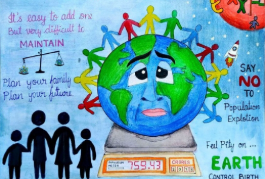 It's easy to add one
But very difficult to
MAINTAIN
Plan your family
Plan your future
SAY
NO
TO
Population
Explotion
Feel Pity on ...
EARTH
CONTROL BIRTH